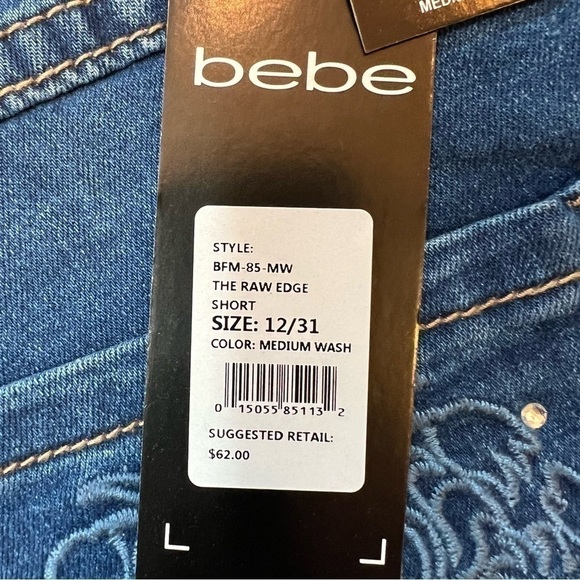 MEDI
bebe
STYLE:
BFM-85-MW
THE RAW EDGE
SHORT
SIZE: 12/31
COLOR: MEDIUM WASH
0 15055 85113 2
SUGGESTED RETAIL:
$62.00